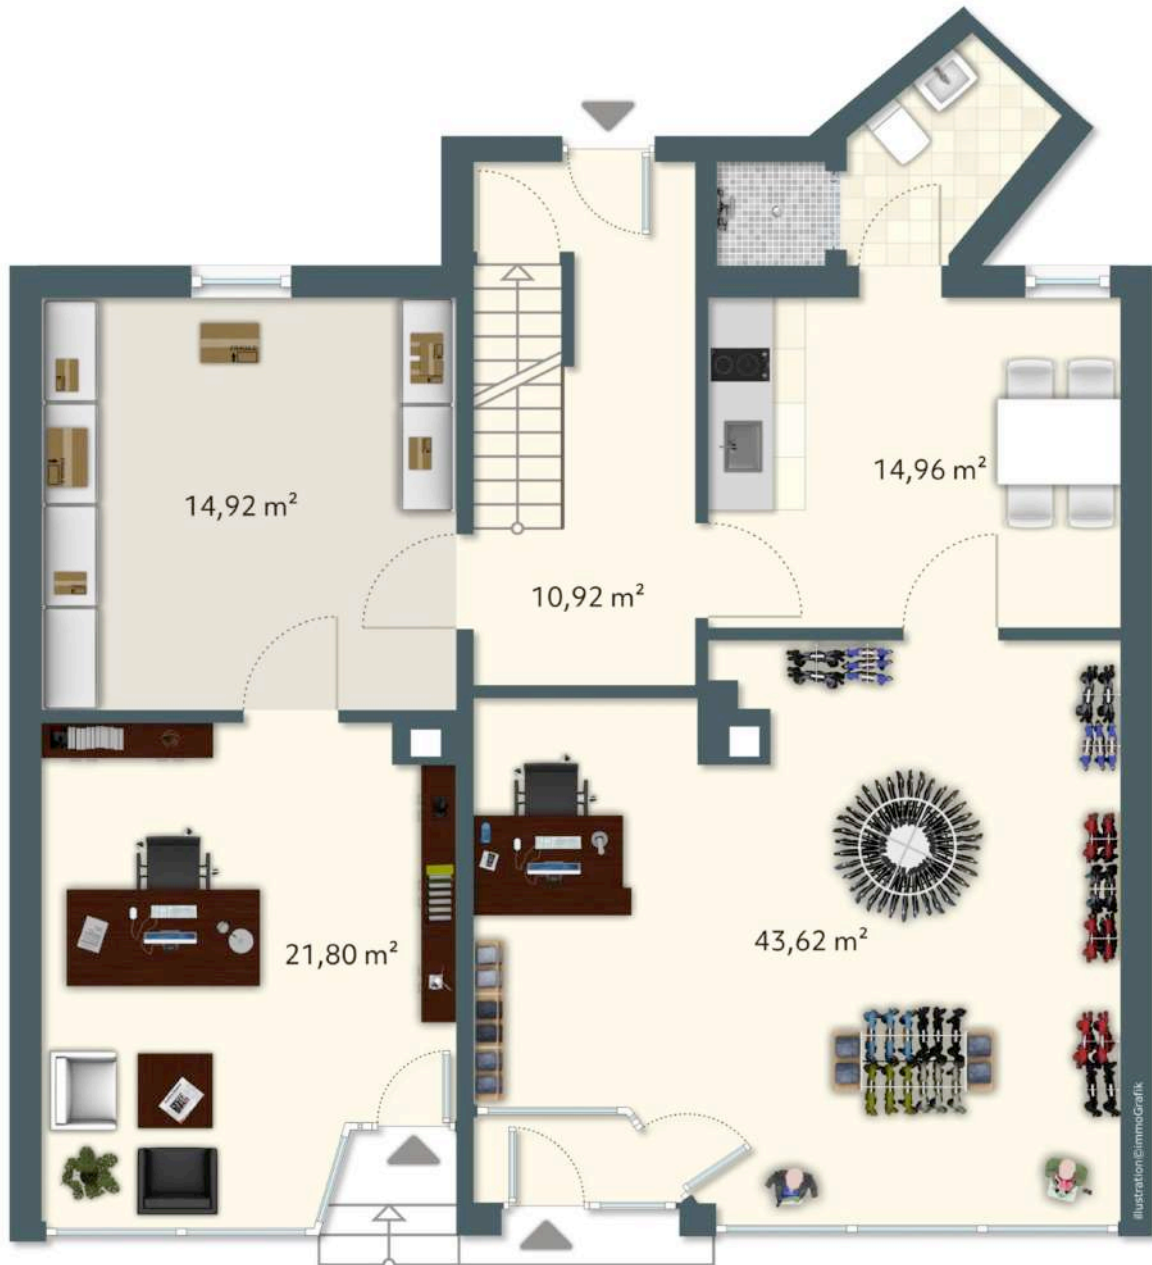 14,92 m²
14,96 m²
10,92 m²
21,80 m²
43,62 m²
Illustration©immoGrafik